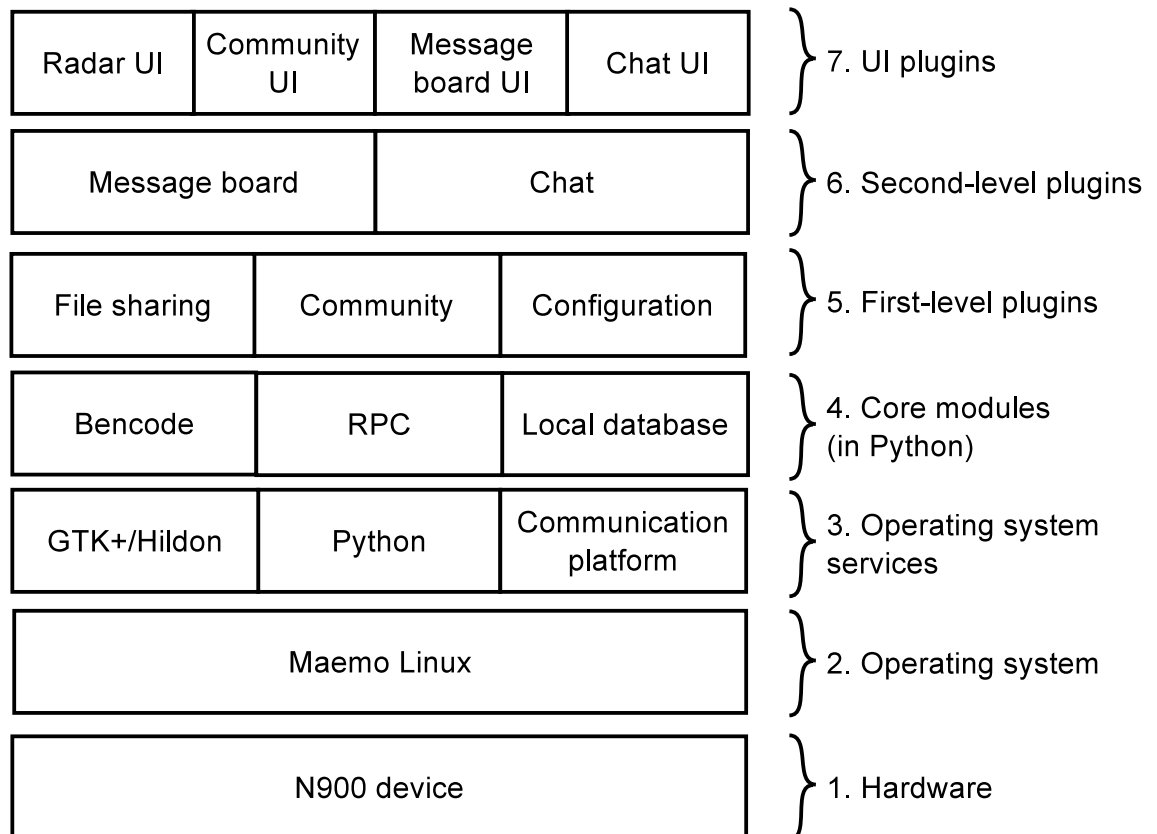 Radar UI
Community
UI
Message
board UI
Chat UI
7. UI plugins
Message board
Chat
6. Second-level plugins
File sharing
Community
Configuration
5. First-level plugins
Bencode
RPC
Local database
4. Core modules
(in Python)
GTK+/Hildon
Python
Communication
platform
3. Operating system
services
Maemo Linux
2. Operating system
N900 device
1. Hardware